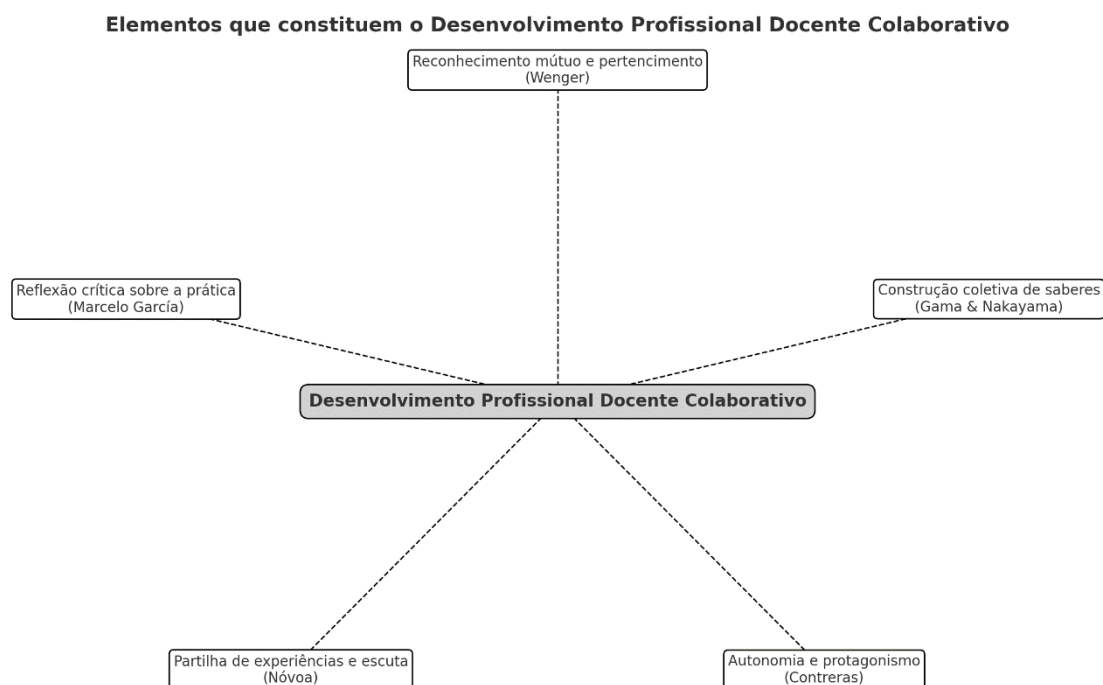 Elementos que constituem o Desenvolvimento Profissional Docente Colaborativo
Reconhecimento mútuo e pertencimento
(Wenger)
Reflexão crítica sobre a prática
(Marcelo García)
Construção coletiva de saberes
(Gama & Nakayama)
Desenvolvimento Profissional Docente Colaborativo
Partilha de experiências e escuta
(Nóvoa)
Autonomia e protagonismo
(Contreras)